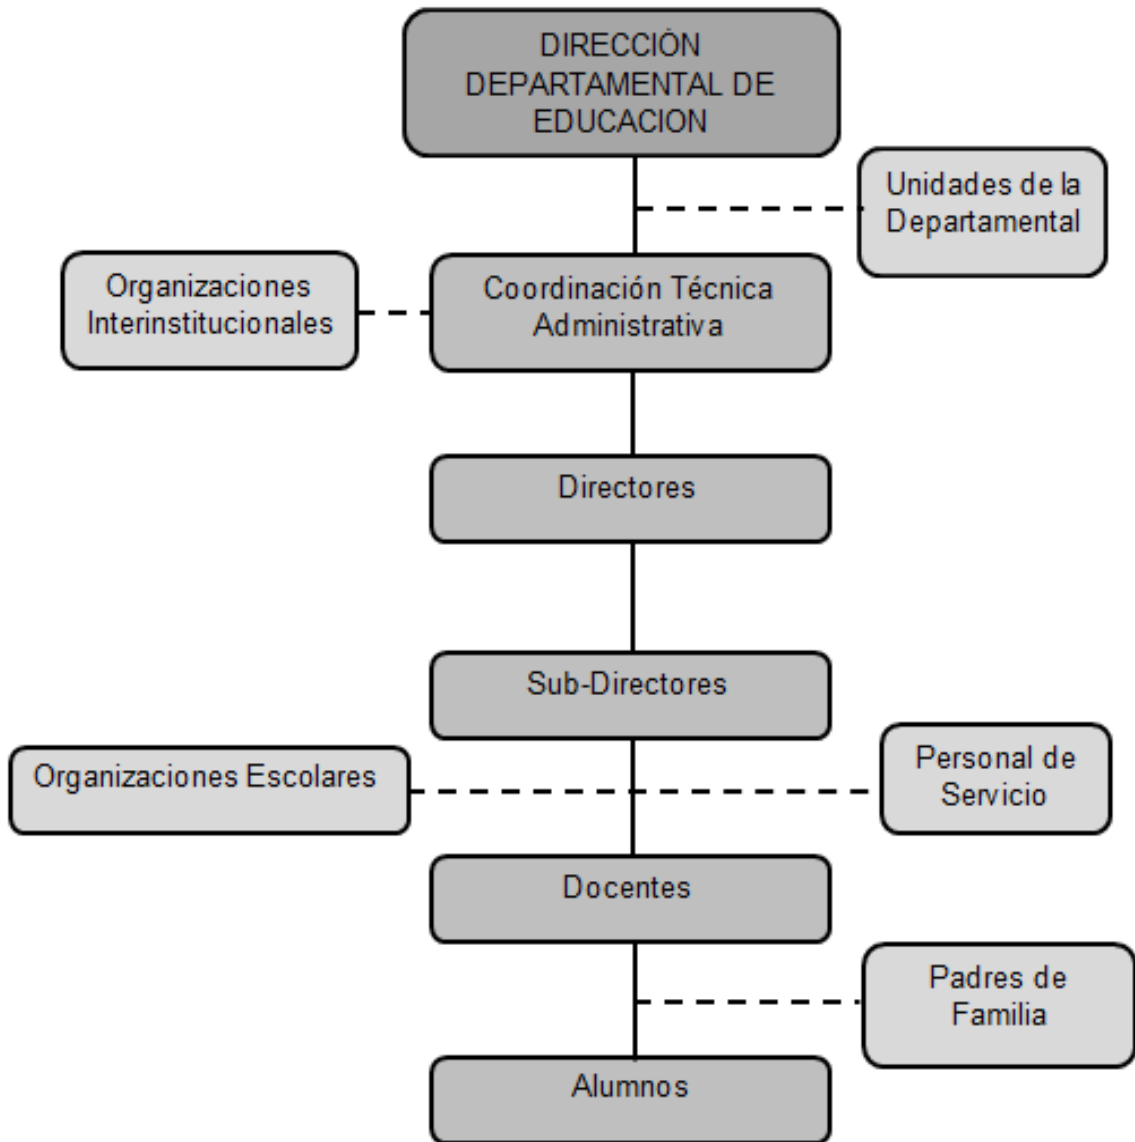 DIRECCIÓN
DEPARTAMENTAL DE
EDUCACION
Unidades de la
Departamental
Organizaciones
Interinstitucionales
Coordinación Técnica
Administrativa
Directores
Sub-Directores
Organizaciones Escolares
Personal de
Servicio
Docentes
Padres de
Familia
Alumnos